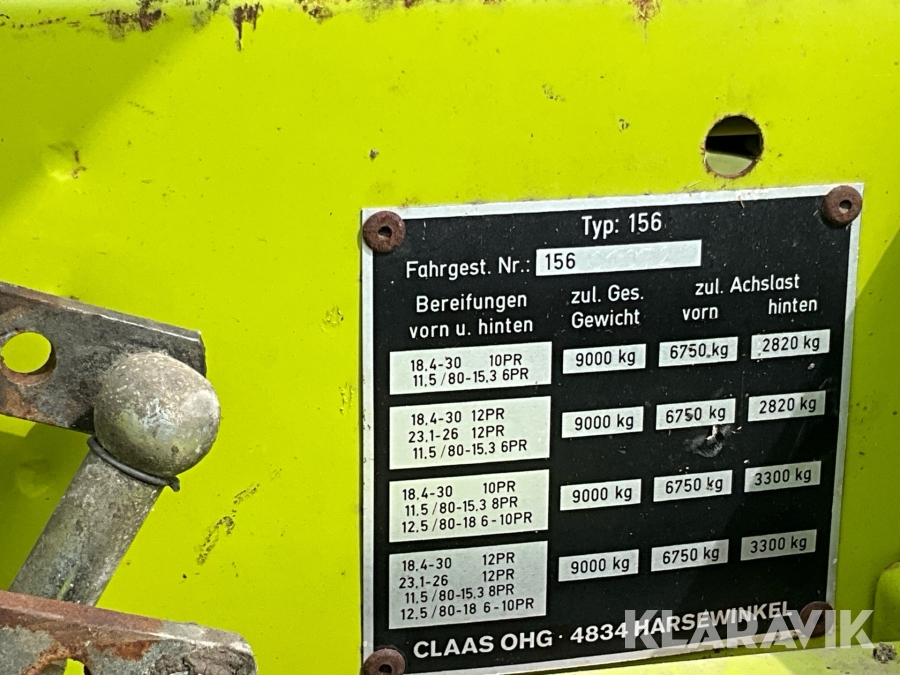 Typ: 156
Fahrgest. Nr.: 156
Bereifungen vorn u. hinten
zul. Ges. Gewicht
zul. Achslast
vorn hinten
18.4-30 10PR
11.5/80-15.3 6PR
9000 kg 6750 kg 2820 kg
18.4-30 12PR
23.1-26 12PR
11.5/80-15.3 6PR
9000 kg 6750 kg 2820 kg
18.4-30 10PR
11.5/80-15.3 8PR
12.5/80-18 6-10PR
9000 kg 6750 kg 3300 kg
18.4-30 12PR
23.1-26 12PR
11.5/80-15.3 8PR
12.5/80-18 6-10PR
9000 kg 6750 kg 3300 kg
CLAAS OHG · 4834 HARSEWINKEL
KLARAVIK